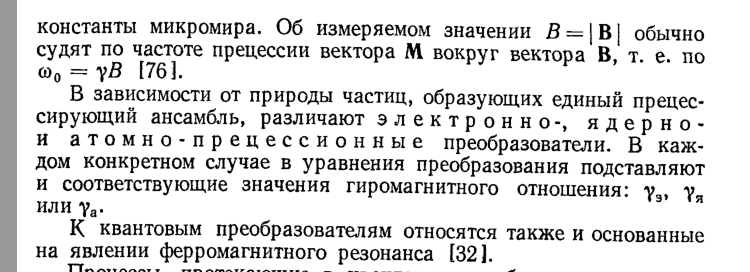 константы микромира. Об измеряемом значении B=|B| обычно
судят по частоте прецессии вектора M вокруг вектора B, т. е. по
ω₀ = γB [76].
В зависимости от природы частиц, образующих единый прецес-
сирующий ансамбль, различают электронно-, ядерно-
и атомно-прецессионные преобразователи. В каж-
дом конкретном случае в уравнения преобразования подставляют
и соответствующие значения гиромагнитного отношения: γэ, γя
или γа.
К квантовым преобразователям относятся также и основанные
на явлении ферромагнитного резонанса [32].